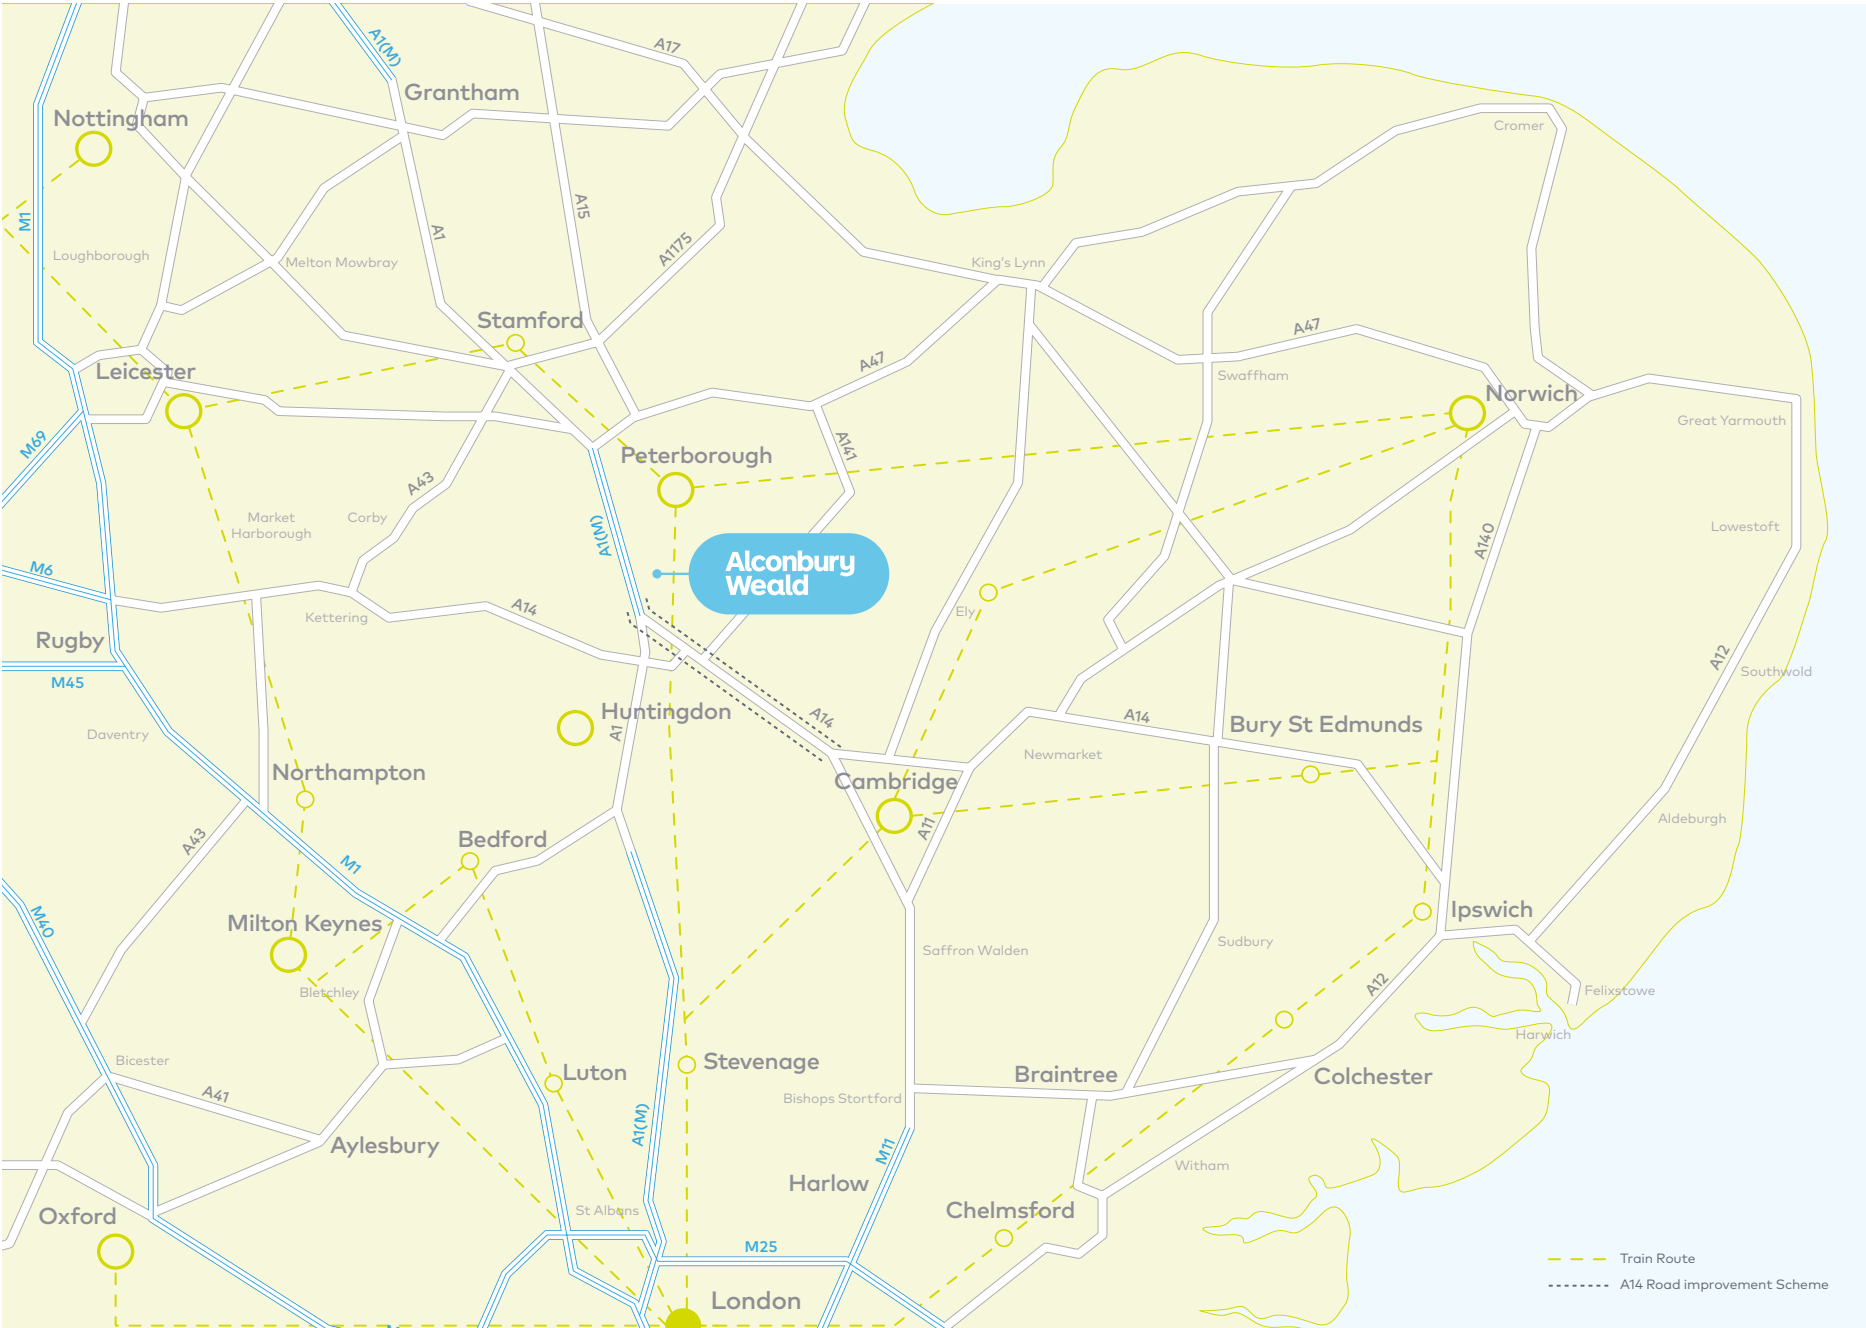 A1(M)
A17
Grantham
Nottingham
Cromer
M1
A15
A1
A1175
Loughborough
Melton Mowbray
King's Lynn
Stamford
A47
A47
Leicester
Swaffham
Norwich
Great Yarmouth
M69
Peterborough
A141
A43
Market
Harborough
Corby
A1(M)
Lowestoft
A140
Alconbury
Weald
M6
A14
Kettering
Ely
Rugby
M45
A12
Southwold
Huntingdon
A1
A14
A14
Bury St Edmunds
Daventry
Newmarket
Northampton
Cambridge
A11
Aldeburgh
A43
Bedford
M1
M40
Milton Keynes
Ipswich
Saffron Walden
Sudbury
Bletchley
A12
Felixstowe
Harwich
Bicester
Stevenage
Luton
Braintree
Colchester
A41
Bishops Stortford
A1(M)
Aylesbury
M11
Harlow
Witham
Oxford
St Albans
Chelmsford
M25
Train Route
A14 Road improvement Scheme
London